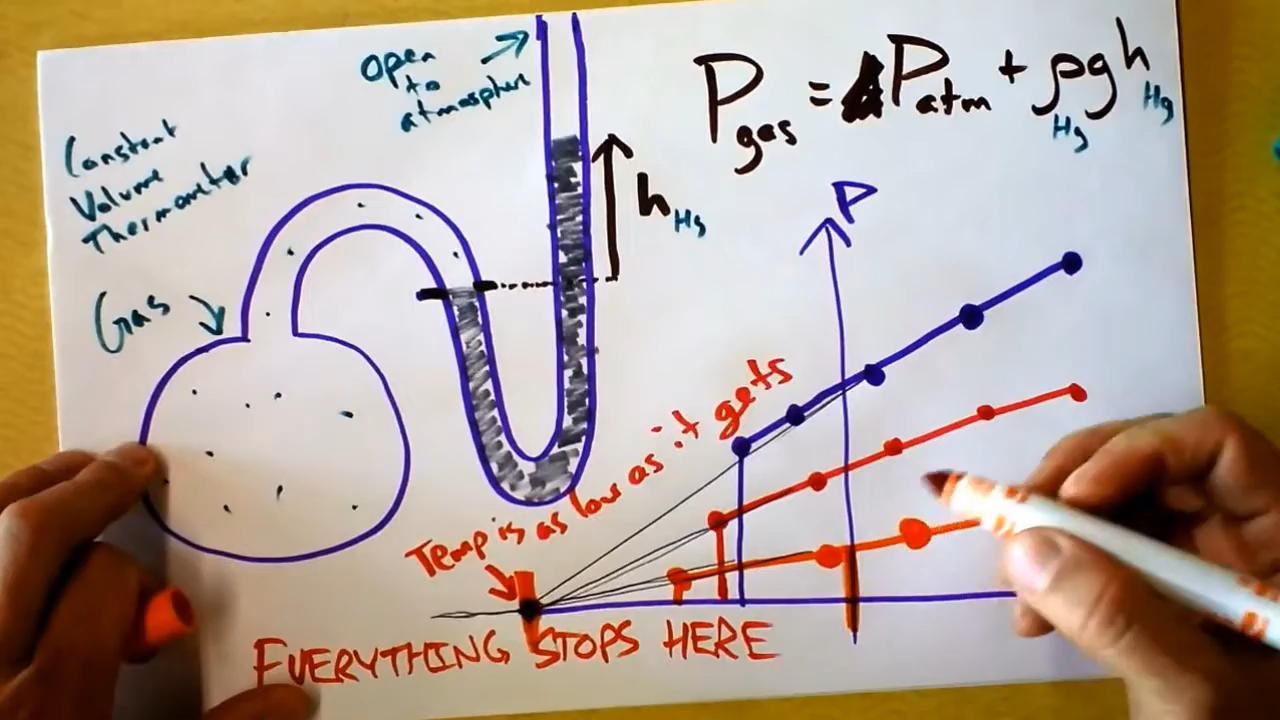 Constant
Volume
Thermometer
Open
to
atmosphere
P gas = P atm + ρ Hg g h Hg
h Hg
Gas
P
Temp is as low as it gets
EVERYTHING STOPS HERE